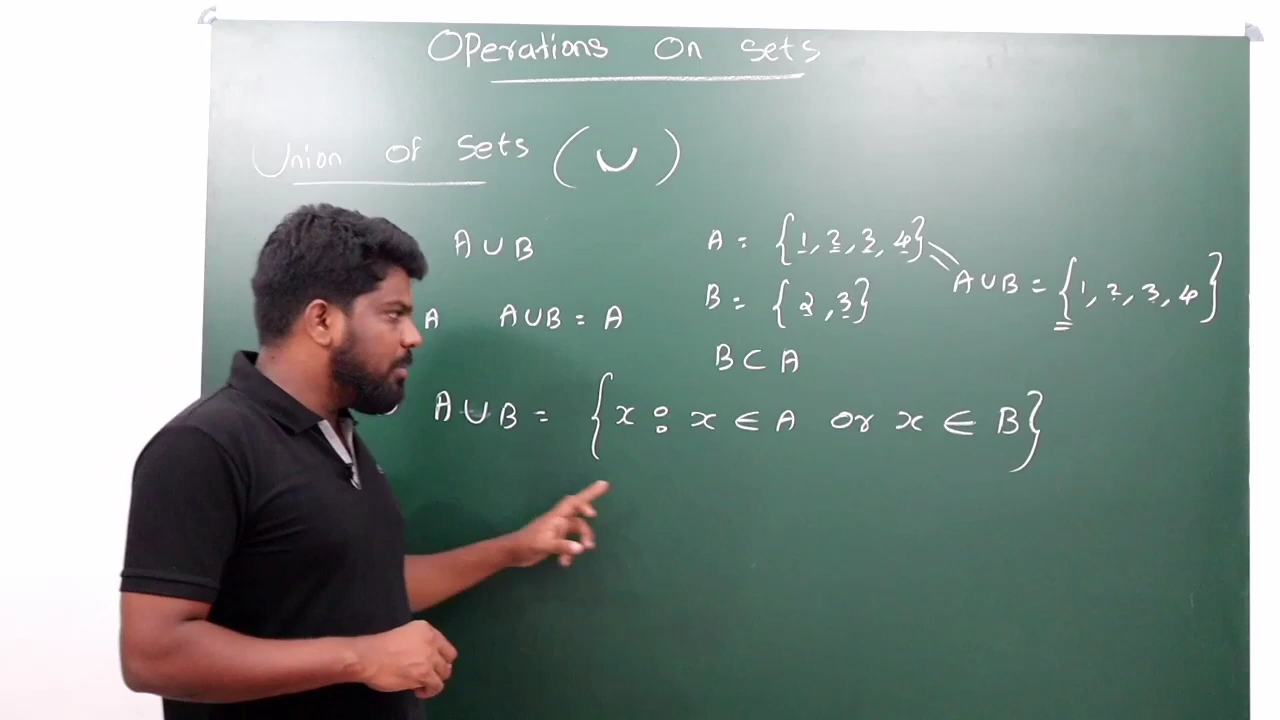 Operations On Sets
Union of Sets (∪)
A∪B
A = {1, 2, 3, 4}
A∪B = {1, 2, 3, 4}
B = {2, 3}
A A∪B = A
B ⊂ A
A∪B = {x : x ∈ A or x ∈ B}